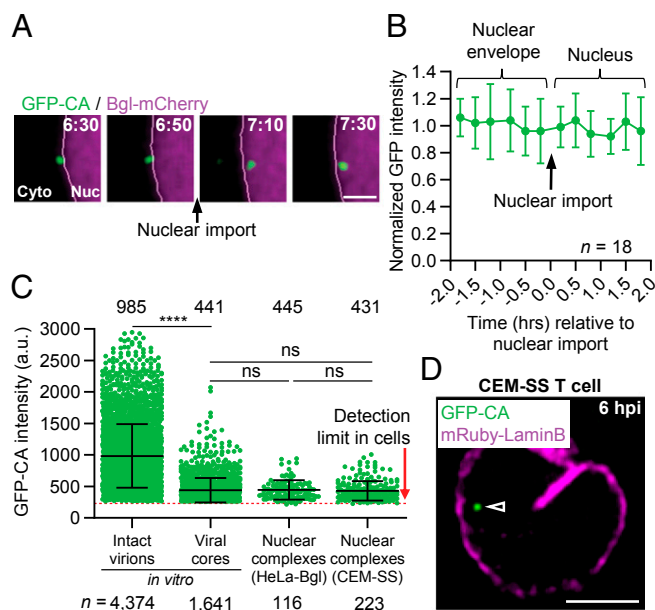 A
GFP-CA / Bgl-mCherry
6:30
6:50
7:10
7:30
Cyto
Nuc
Nuclear import
B
Nuclear
envelope
Nucleus
Normalized GFP intensity
1.4
1.2
1.0
0.8
0.6
0.4
0.2
0.0
Nuclear import
n = 18
-2.0
-1.5
-1.0
-0.5
0.0
0.5
1.0
1.5
2.0
Time (hrs) relative to
nuclear import
C
985
441
445
431
****
ns
ns
ns
GFP-CA intensity (a.u.)
3000
2500
2000
1500
1000
500
0
Detection
limit in cells
Intact
virions
Viral
cores
in vitro
Nuclear
complexes
(HeLa-Bgl)
Nuclear
complexes
(CEM-SS)
n = 4,374
1,641
116
223
D
CEM-SS T cell
GFP-CA
mRuby-LaminB
6 hpi